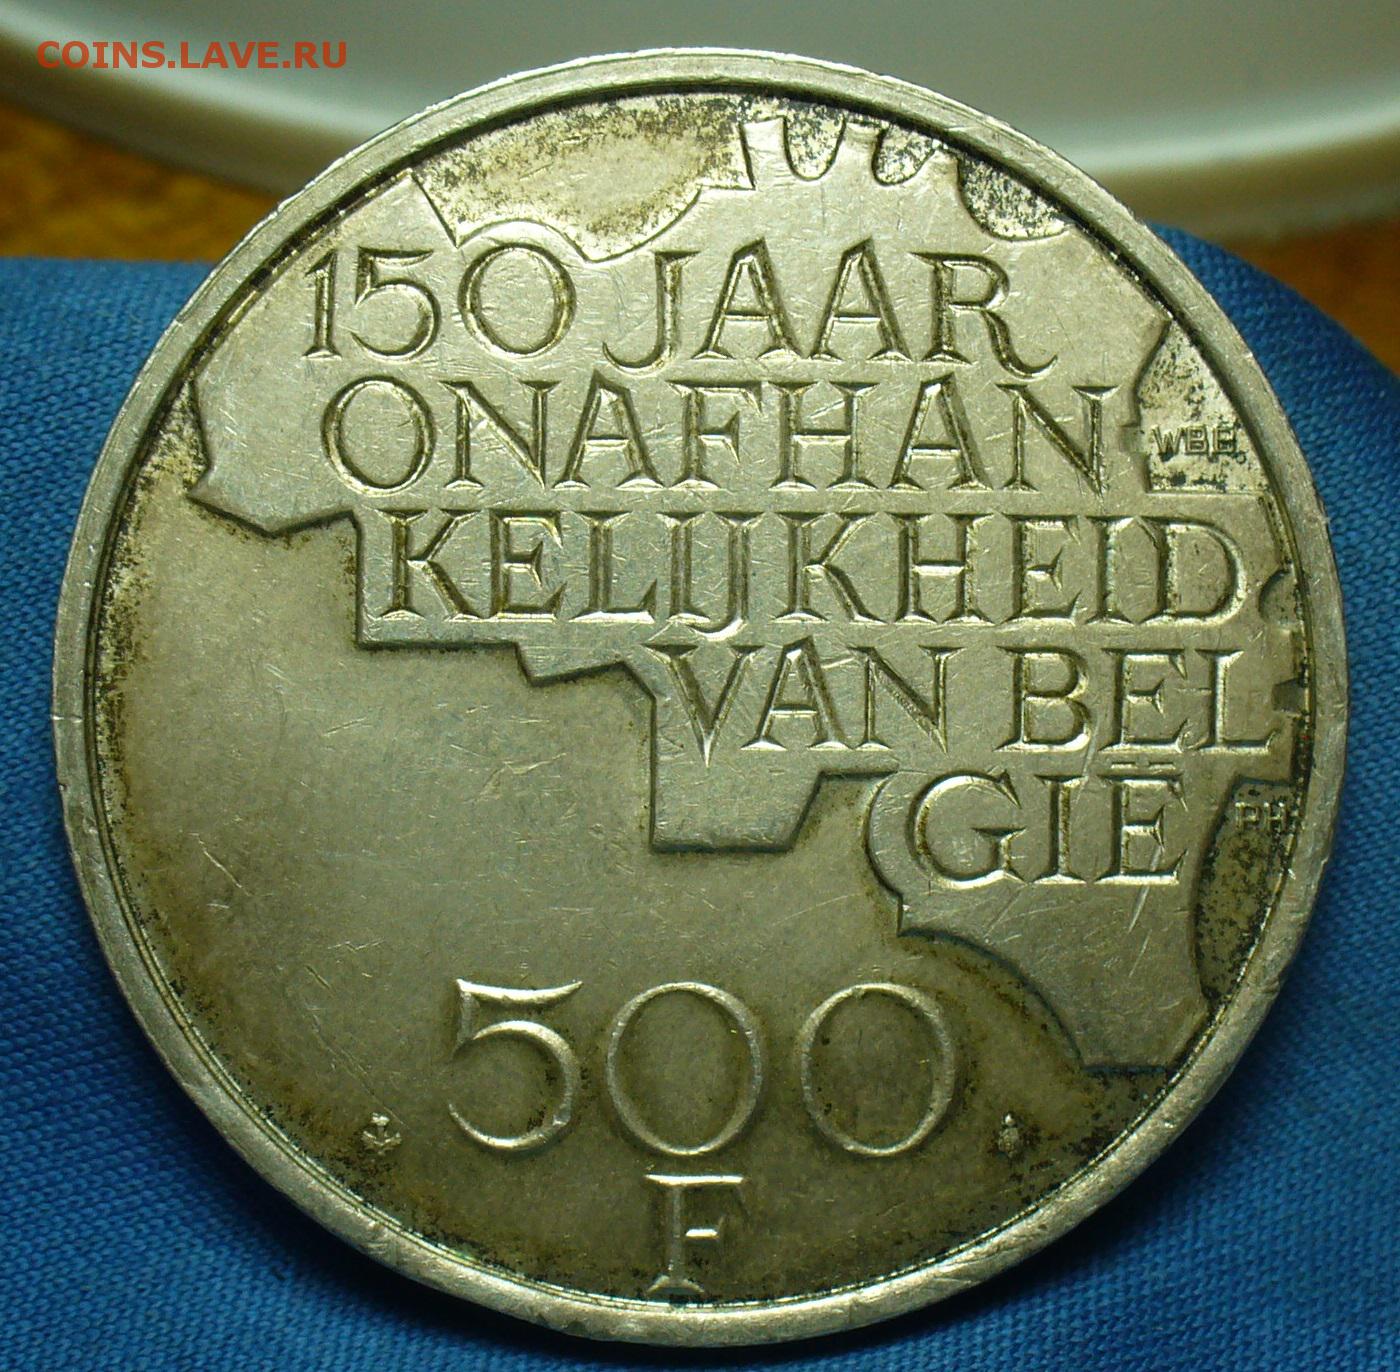 COINS.LAVE.RU
150 JAAR
ONAFHAN
WBE.
KELIJKHEID
VAN BEL
GIË
PH
500
F